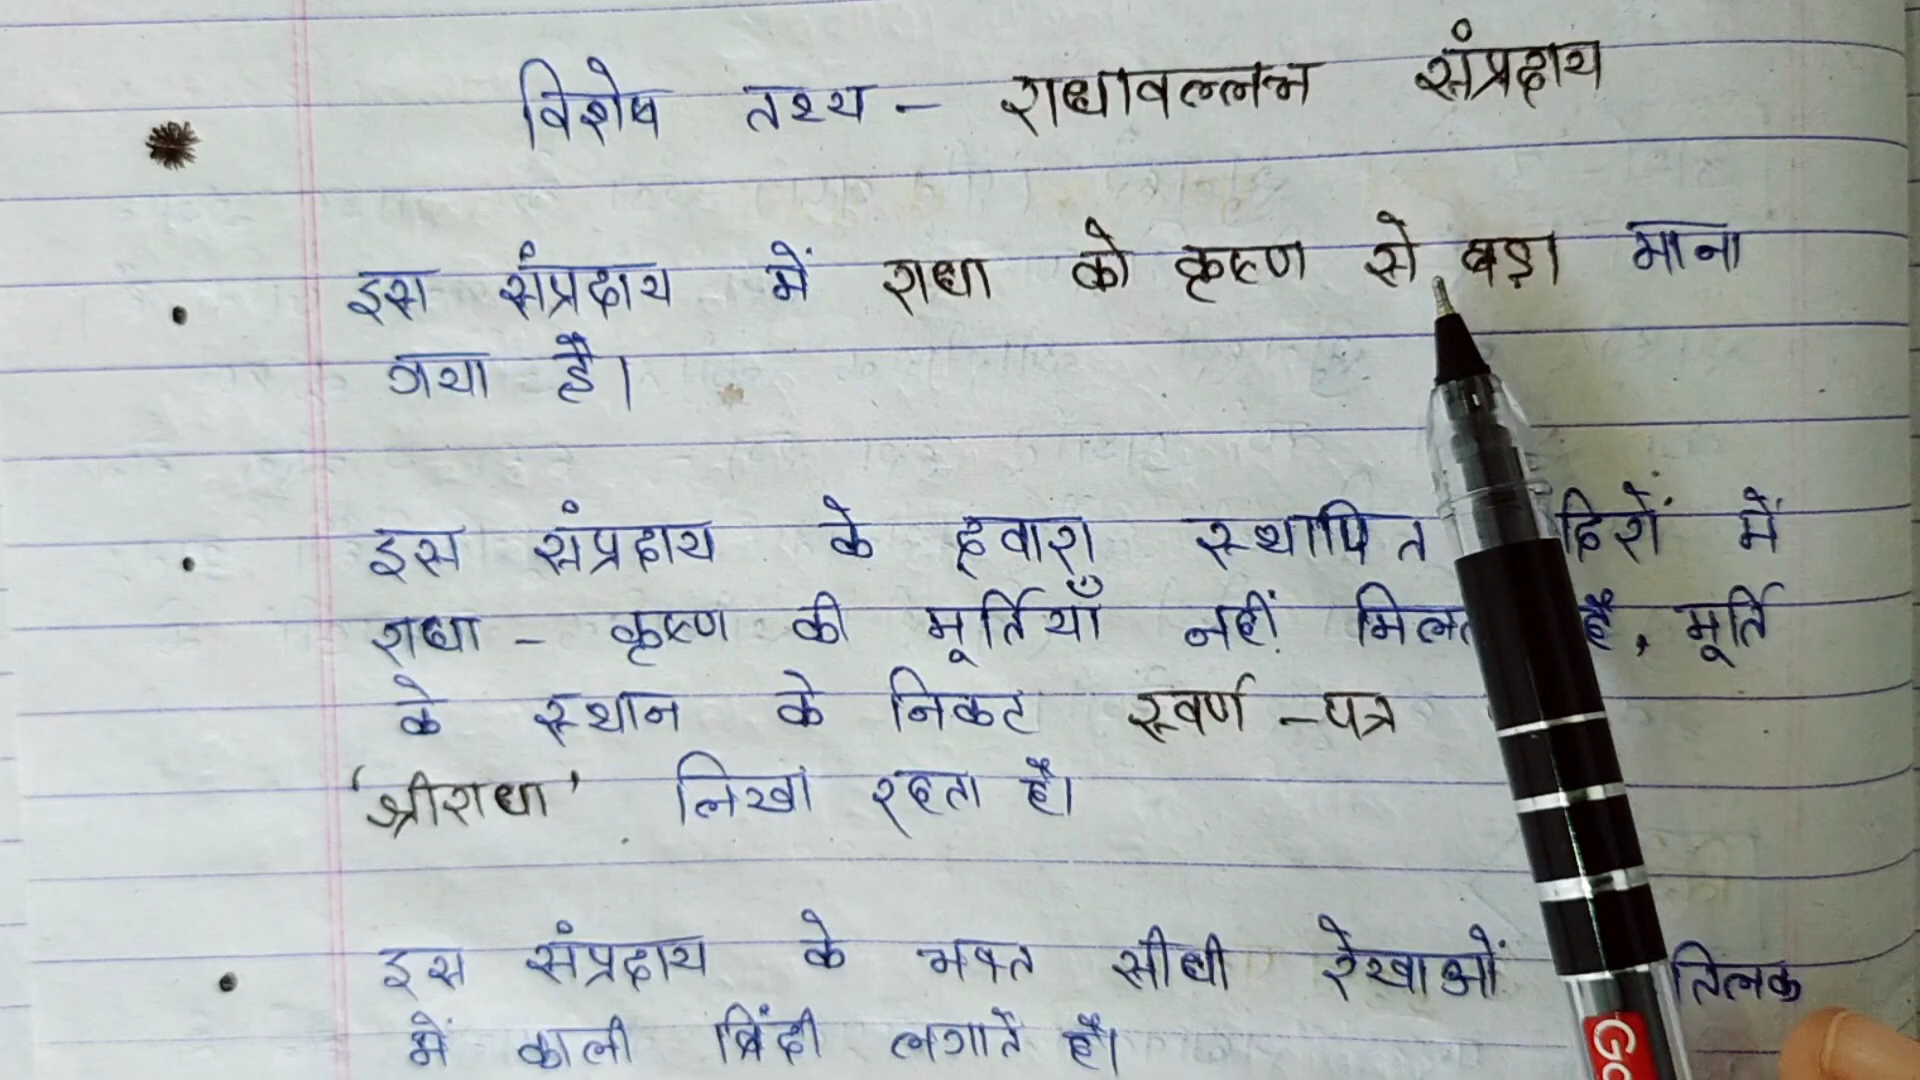 विशेष तथ्य - राधावल्लभ संप्रदाय
इस संप्रदाय में राधा को कृष्ण से बड़ा माना
गया है।
इस संप्रदाय के द्वारा स्थापित दिरों में
राधा - कृष्ण की मूर्तियाँ नहीं मिलत हैं, मूर्ति
के स्थान के निकट स्वर्ण - पत्र
'श्रीराधा' लिखा रहता है।
इस संप्रदाय के भक्त सीधी रेखाओं तिलक
में काली बिंदी लगाते है।
Go